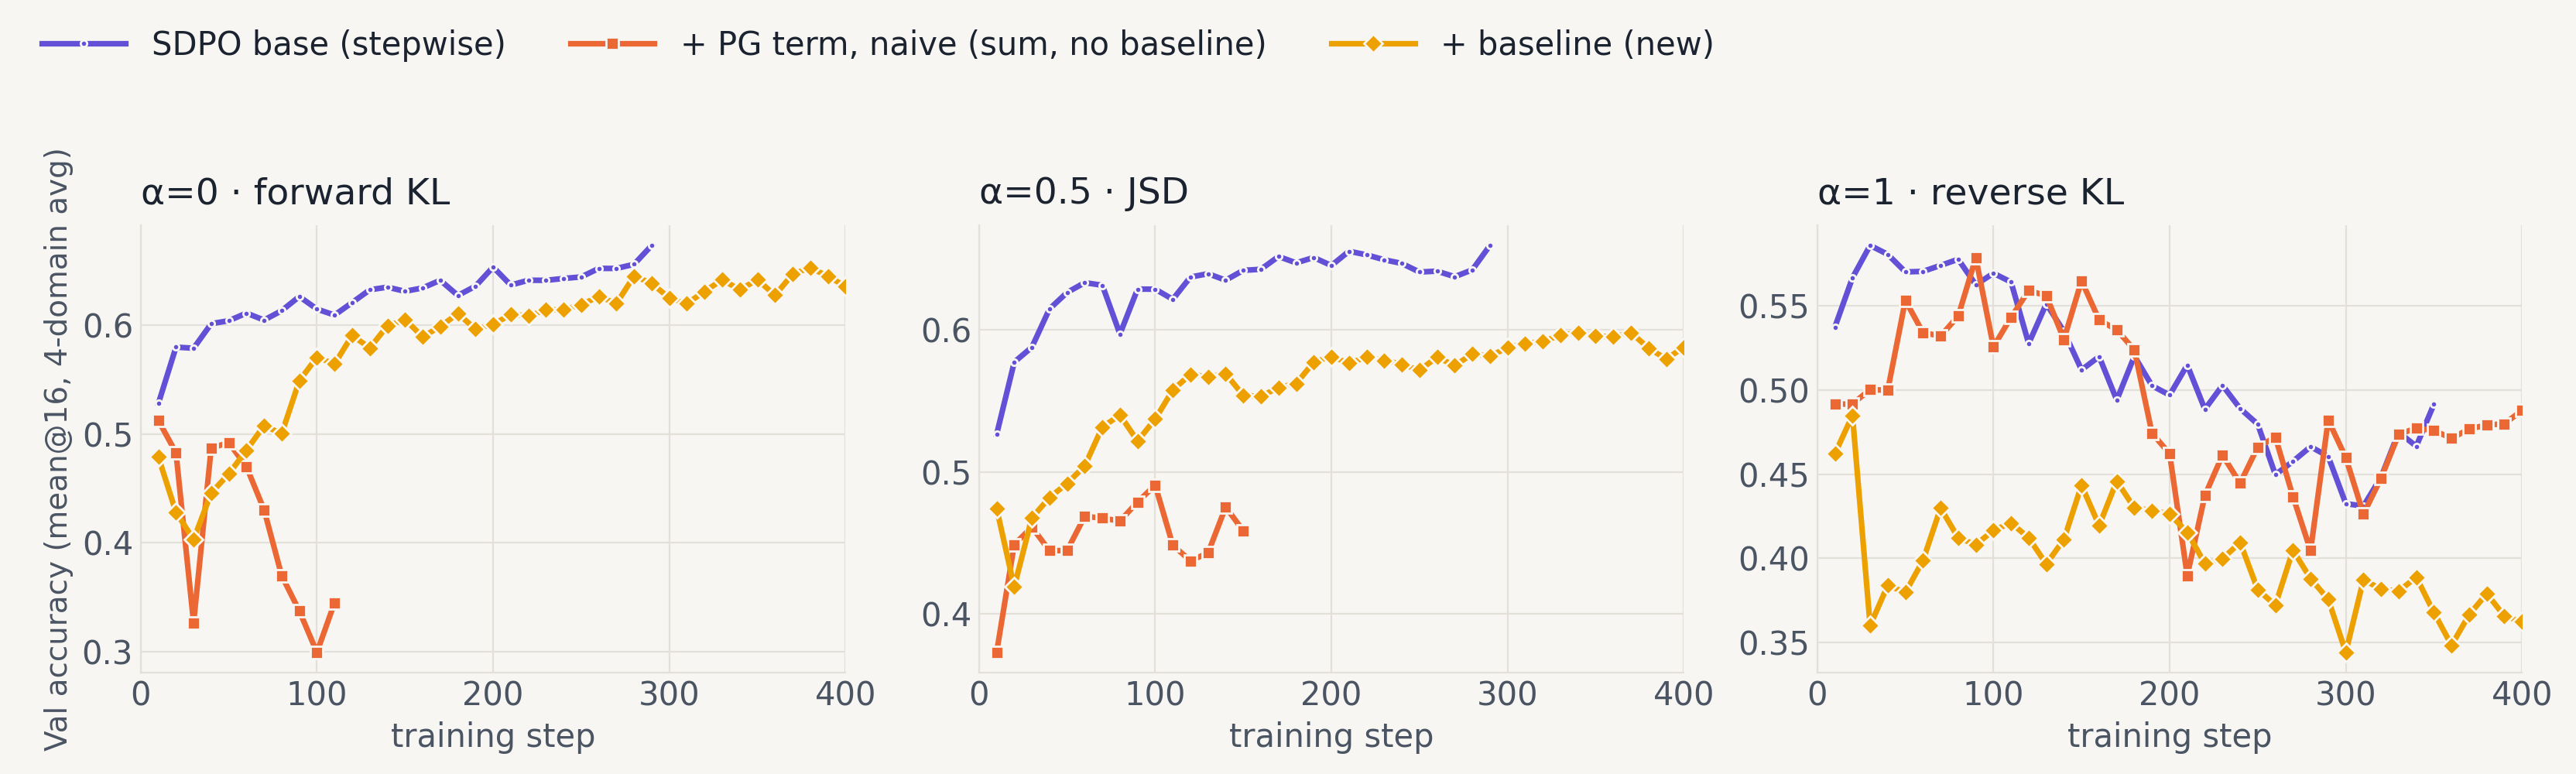 SDPO base (stepwise) + PG term, naive (sum, no baseline) + baseline (new)
Val accuracy (mean@16, 4-domain avg)
α=0 · forward KL
0.6
0.5
0.4
0.3
0 100 200 300 400
training step
α=0.5 · JSD
0.6
0.5
0.4
0 100 200 300 400
training step
α=1 · reverse KL
0.55
0.50
0.45
0.40
0.35
0 100 200 300 400
training step